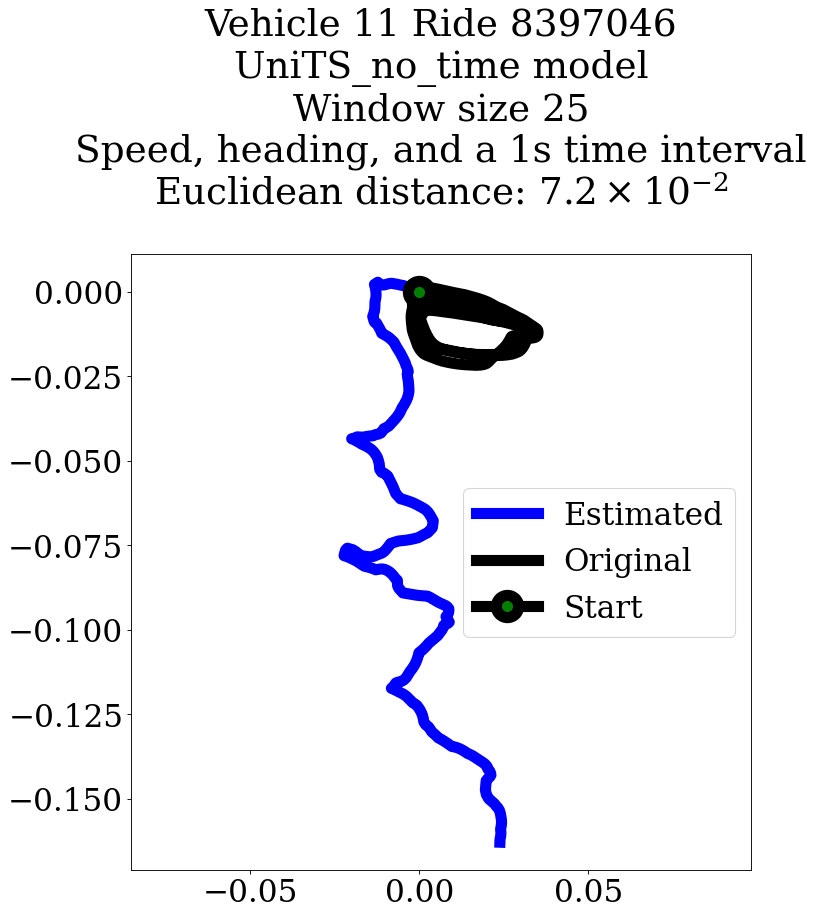 Vehicle 11 Ride 8397046
UniTS_no_time model
Window size 25
Speed, heading, and a 1s time interval
Euclidean distance: 7.2 × 10⁻²
0.000
−0.025
−0.050
−0.075
−0.100
−0.125
−0.150
Estimated
Original
Start
−0.05
0.00
0.05